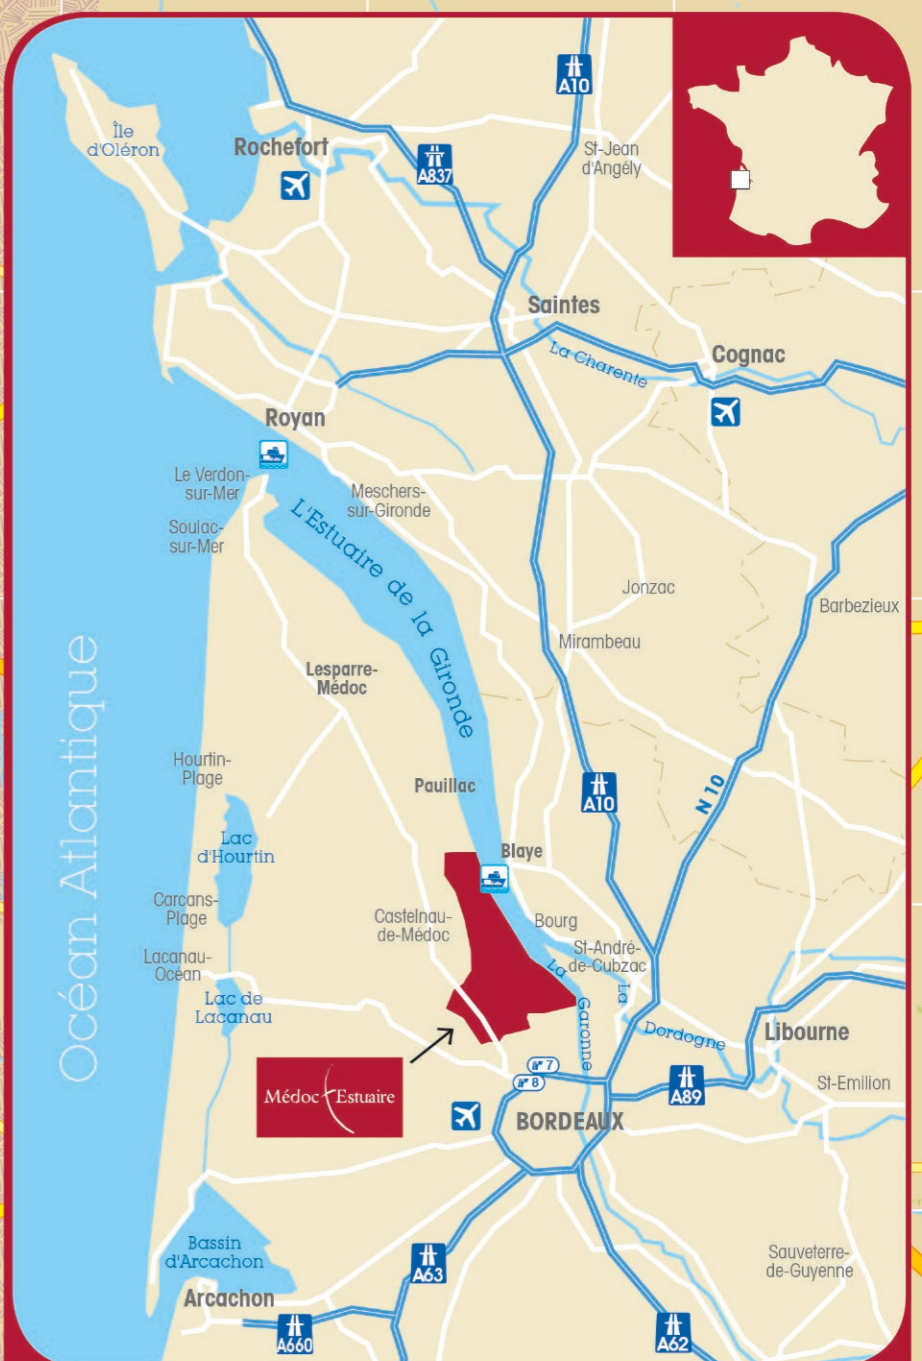 A10
Île
d'Oléron
Rochefort
St-Jean
d'Angély
A837
Saintes
La Charente
Cognac
Royan
Le Verdon-
sur-Mer
Meschers-
sur-Gironde
Soulac-
sur-Mer
L'Estuaire de la Gironde
Jonzac
Barbezieux
Mirambeau
Océan Atlantique
Lesparre-
Médoc
Hourtin-
Plage
Pauillac
A10
N 10
Lac
d'Hourtin
Blaye
Carcans-
Plage
Castelnau-
de-Médoc
Bourg
St-André-
de-Cubzac
Lacanau-
Océan
Lac de
Lacanau
La Garonne
La Dordogne
Libourne
7
8
Médoc Estuaire
A89
St-Emilion
BORDEAUX
Bassin
d'Arcachon
A63
Sauveterre-
de-Guyenne
Arcachon
A660
A62